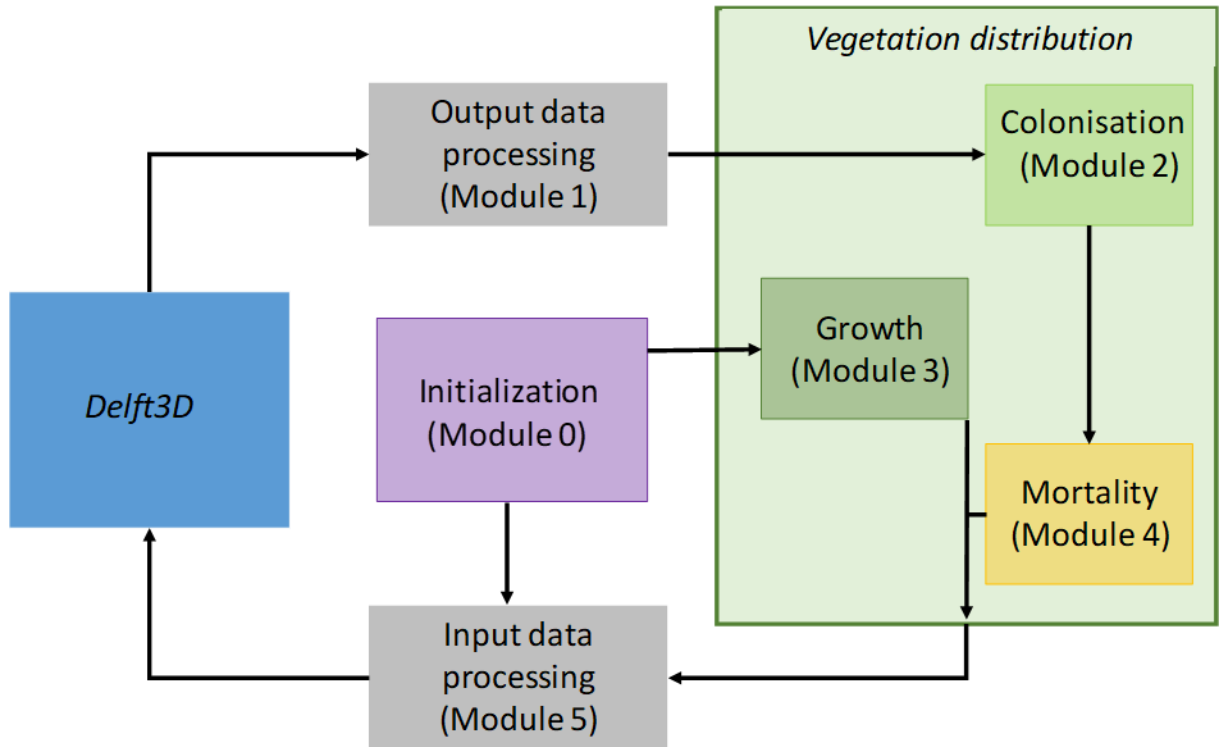 Vegetation distribution
Output data
processing
(Module 1)
Colonisation
(Module 2)
Delft3D
Initialization
(Module 0)
Growth
(Module 3)
Mortality
(Module 4)
Input data
processing
(Module 5)